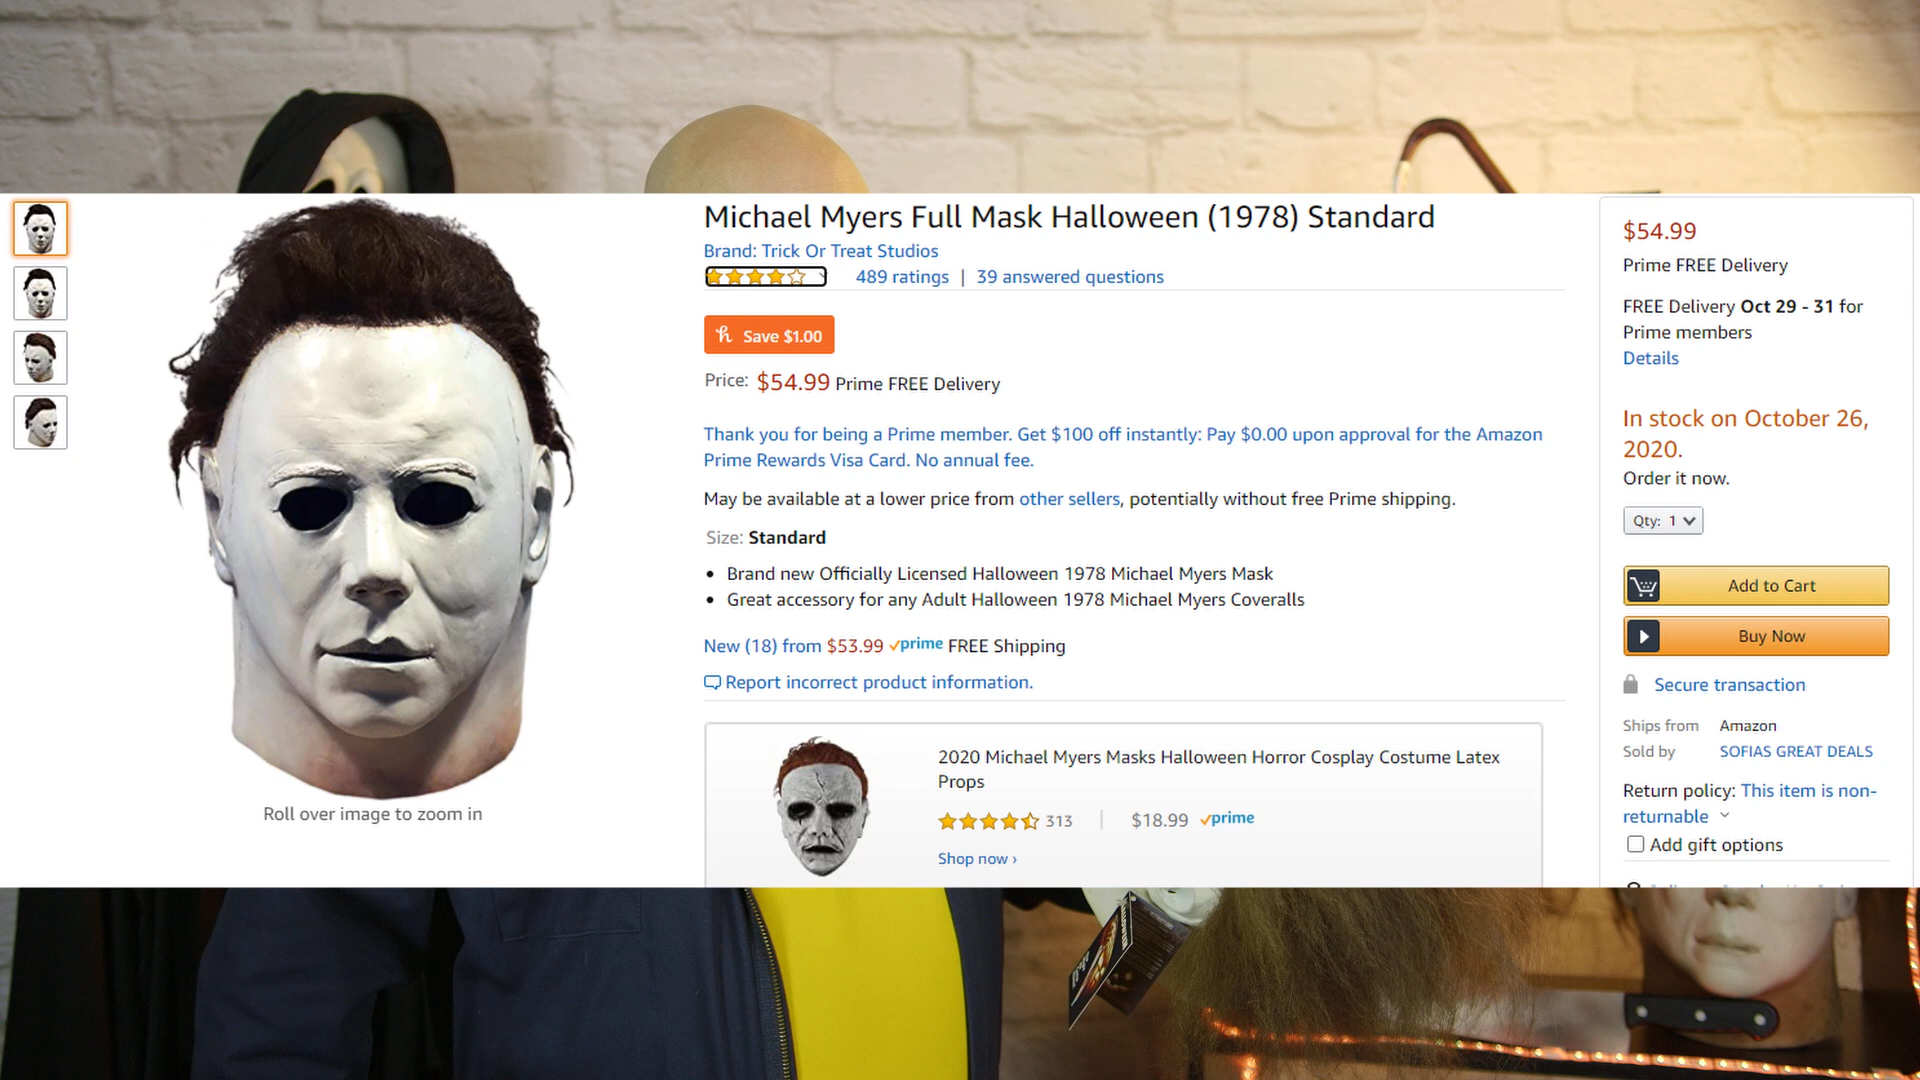 Michael Myers Full Mask Halloween (1978) Standard
Brand: Trick Or Treat Studios
489 ratings | 39 answered questions
Save $1.00
Price: $54.99 Prime FREE Delivery
Thank you for being a Prime member. Get $100 off instantly: Pay $0.00 upon approval for the Amazon
Prime Rewards Visa Card. No annual fee.
May be available at a lower price from other sellers, potentially without free Prime shipping.
Size: Standard
• Brand new Officially Licensed Halloween 1978 Michael Myers Mask
• Great accessory for any Adult Halloween 1978 Michael Myers Coveralls
New (18) from $53.99 prime FREE Shipping
Report incorrect product information.
2020 Michael Myers Masks Halloween Horror Cosplay Costume Latex
Props
313 | $18.99 prime
Shop now ›
Roll over image to zoom in
$54.99
Prime FREE Delivery
FREE Delivery Oct 29 - 31 for
Prime members
Details
In stock on October 26,
2020.
Order it now.
Qty: 1
Add to Cart
Buy Now
Secure transaction
Ships from Amazon
Sold by SOFIAS GREAT DEALS
Return policy: This item is non-
returnable
Add gift options